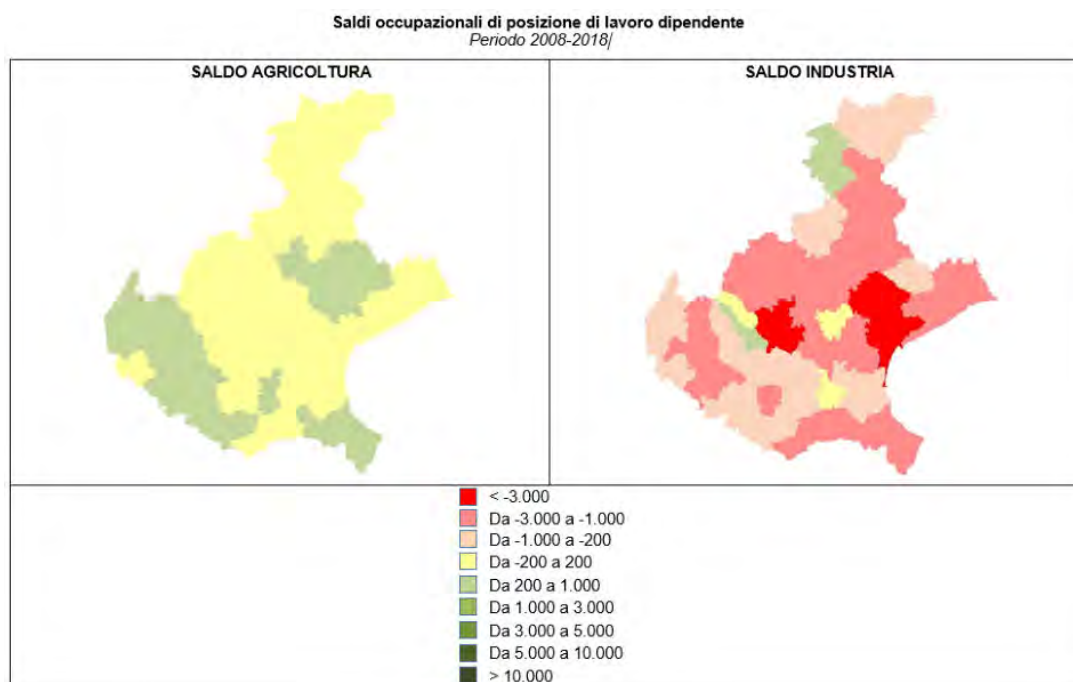 Saldi occupazionali di posizione di lavoro dipendente
Periodo 2008-2018/
SALDO AGRICOLTURA
SALDO INDUSTRIA
< -3.000
Da -3.000 a -1.000
Da -1.000 a -200
Da -200 a 200
Da 200 a 1.000
Da 1.000 a 3.000
Da 3.000 a 5.000
Da 5.000 a 10.000
> 10.000